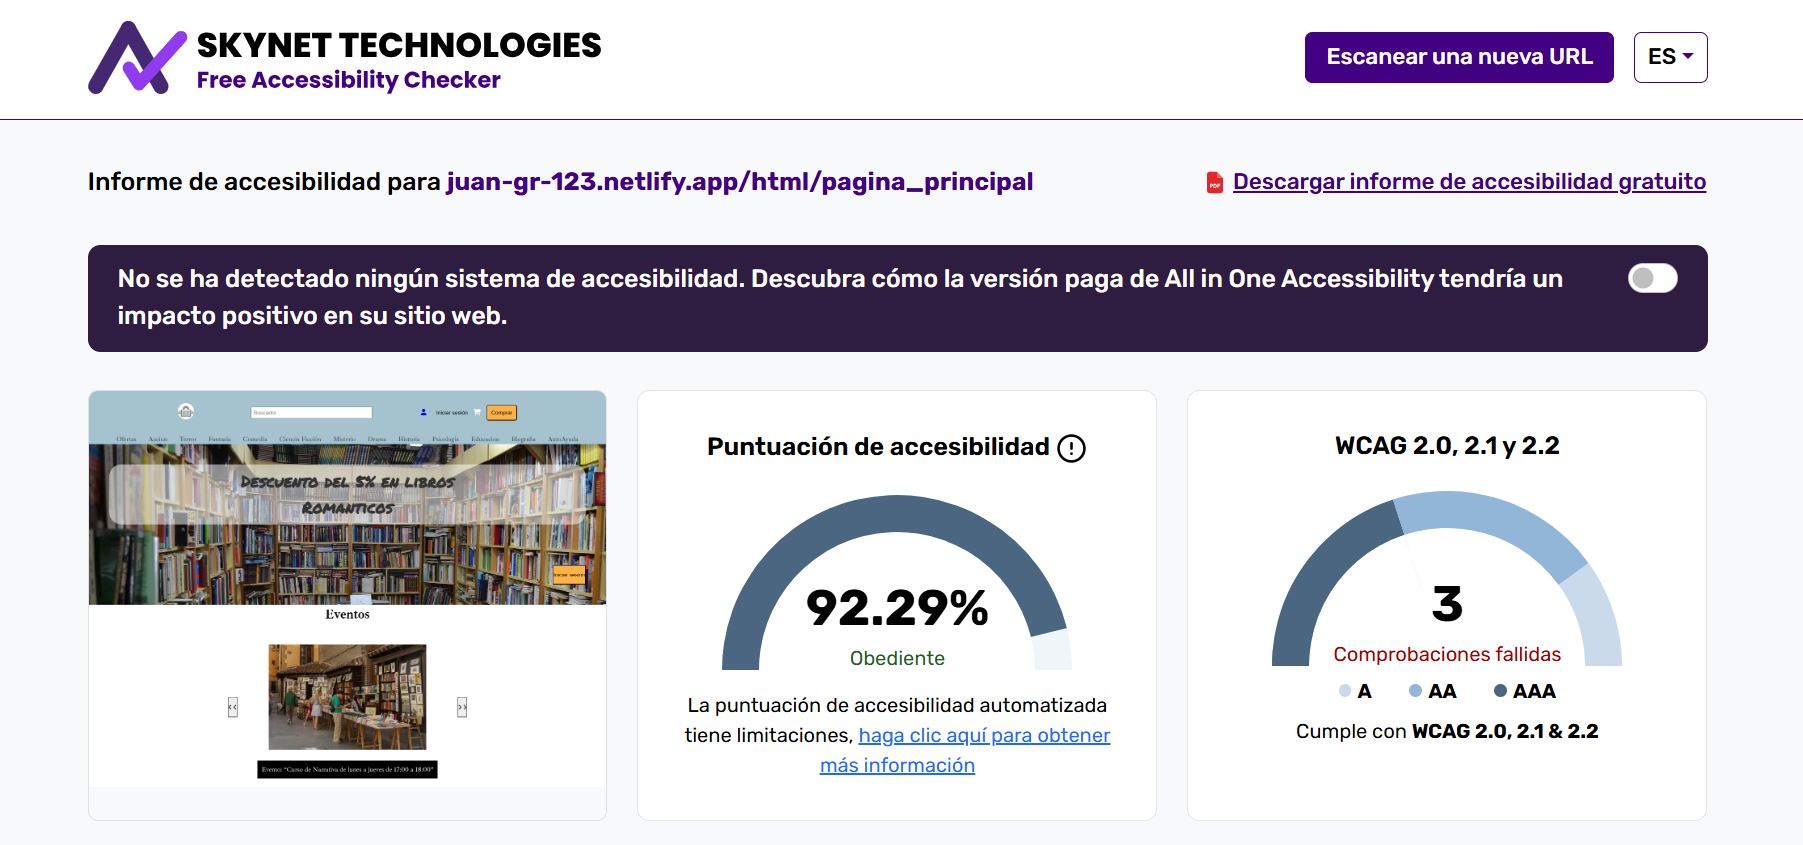 SKYNET TECHNOLOGIES
Free Accessibility Checker
Escanear una nueva URL
ES
Informe de accesibilidad para juan-gr-123.netlify.app/html/pagina_principal
PDF
Descargar informe de accesibilidad gratuito
No se ha detectado ningún sistema de accesibilidad. Descubra cómo la versión paga de All in One Accessibility tendría un
impacto positivo en su sitio web.
Buscador
Iniciar sesión
Comprar
Ofertas Terror Fantasía Comedia Ciencia Ficción Misterio Drama Historia Psicología Educación Biografía AutoAyuda
Descuento del 5% en libros
Romanticos
Eventos
<<
>>
Evento: "Curso de Narrativa de lunes a jueves de 17:00 a 18:00"
Puntuación de accesibilidad
92.29%
Obediente
La puntuación de accesibilidad automatizada
tiene limitaciones, haga clic aquí para obtener
más información
WCAG 2.0, 2.1 y 2.2
3
Comprobaciones fallidas
A AA AAA
Cumple con WCAG 2.0, 2.1 & 2.2